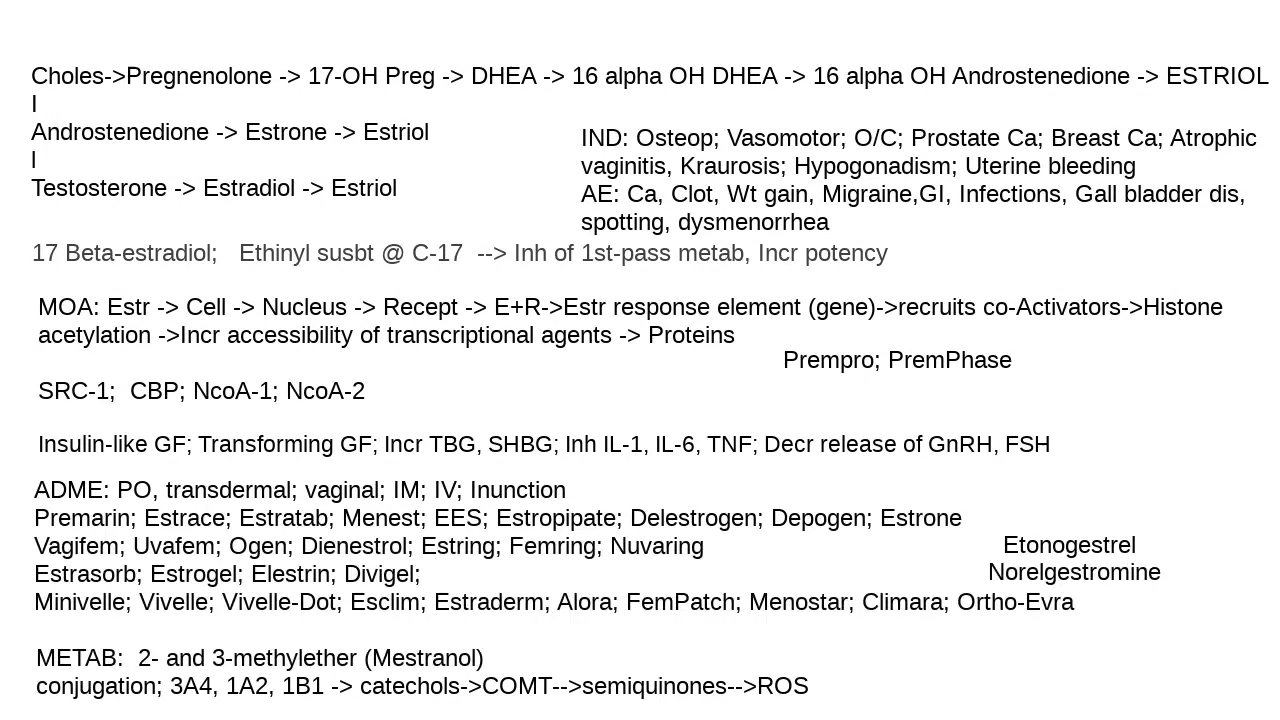 Choles->Pregnenolone -> 17-OH Preg -> DHEA -> 16 alpha OH DHEA -> 16 alpha OH Androstenedione -> ESTRIOL
I
Androstenedione -> Estrone -> Estriol
I
Testosterone -> Estradiol -> Estriol
IND: Osteop; Vasomotor; O/C; Prostate Ca; Breast Ca; Atrophic
vaginitis, Kraurosis; Hypogonadism; Uterine bleeding
AE: Ca, Clot, Wt gain, Migraine,GI, Infections, Gall bladder dis,
spotting, dysmenorrhea
17 Beta-estradiol;   Ethinyl susbt @ C-17  --> Inh of 1st-pass metab, Incr potency
MOA: Estr -> Cell -> Nucleus -> Recept -> E+R->Estr response element (gene)->recruits co-Activators->Histone
acetylation ->Incr accessibility of transcriptional agents -> Proteins
Prempro; PremPhase
SRC-1;  CBP; NcoA-1; NcoA-2
Insulin-like GF; Transforming GF; Incr TBG, SHBG; Inh IL-1, IL-6, TNF; Decr release of GnRH, FSH
ADME: PO, transdermal; vaginal; IM; IV; Inunction
Premarin; Estrace; Estratab; Menest; EES; Estropipate; Delestrogen; Depogen; Estrone
Vagifem; Uvafem; Ogen; Dienestrol; Estring; Femring; Nuvaring
Etonogestrel
Estrasorb; Estrogel; Elestrin; Divigel;
Norelgestromine
Minivelle; Vivelle; Vivelle-Dot; Esclim; Estraderm; Alora; FemPatch; Menostar; Climara; Ortho-Evra
METAB:  2- and 3-methylether (Mestranol)
conjugation; 3A4, 1A2, 1B1 -> catechols->COMT-->semiquinones-->ROS